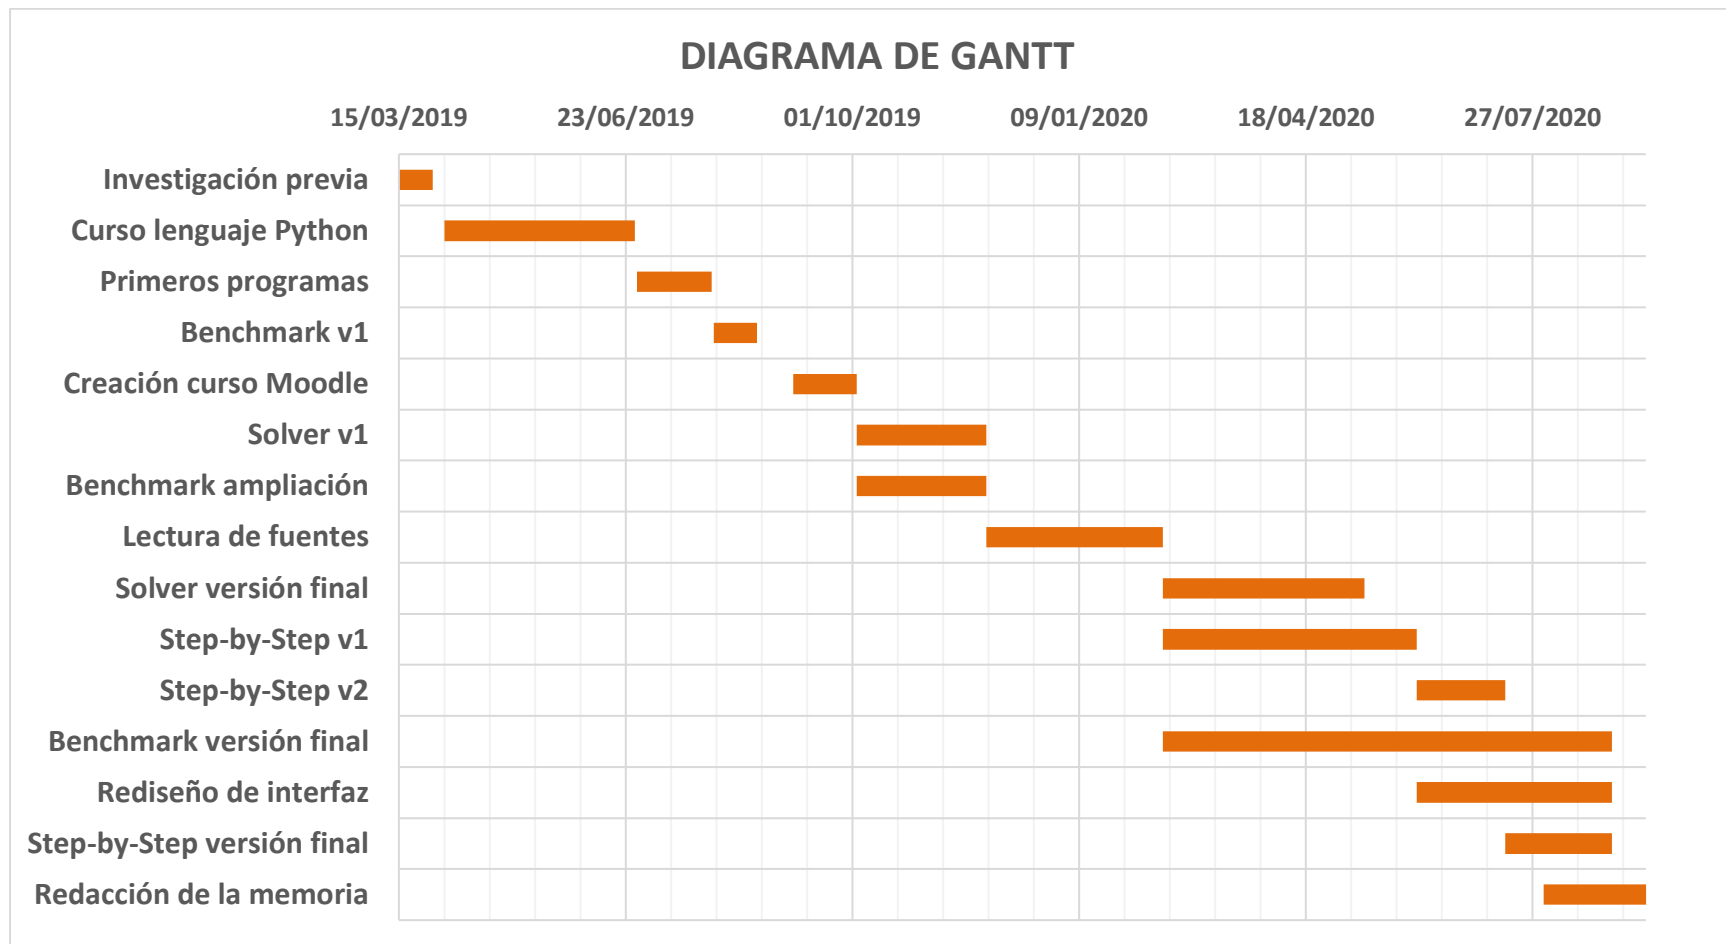 DIAGRAMA DE GANTT
15/03/2019 23/06/2019 01/10/2019 09/01/2020 18/04/2020 27/07/2020
Investigación previa
Curso lenguaje Python
Primeros programas
Benchmark v1
Creación curso Moodle
Solver v1
Benchmark ampliación
Lectura de fuentes
Solver versión final
Step-by-Step v1
Step-by-Step v2
Benchmark versión final
Rediseño de interfaz
Step-by-Step versión final
Redacción de la memoria